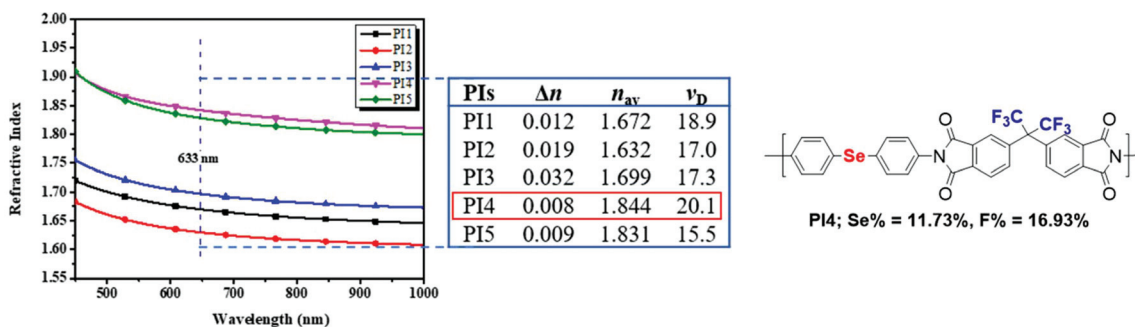 2.00
1.95
1.90
1.85
1.80
1.75
1.70
1.65
1.60
1.55
Refractive Index
500
600
700
800
900
1000
Wavelength (nm)
633 nm
PI1
PI2
PI3
PI4
PI5
PIs Δn nav νD
PI1 0.012 1.672 18.9
PI2 0.019 1.632 17.0
PI3 0.032 1.699 17.3
PI4 0.008 1.844 20.1
PI5 0.009 1.831 15.5
F3C
CF3
O
O
Se
N
N
O
O
PI4; Se% = 11.73%, F% = 16.93%